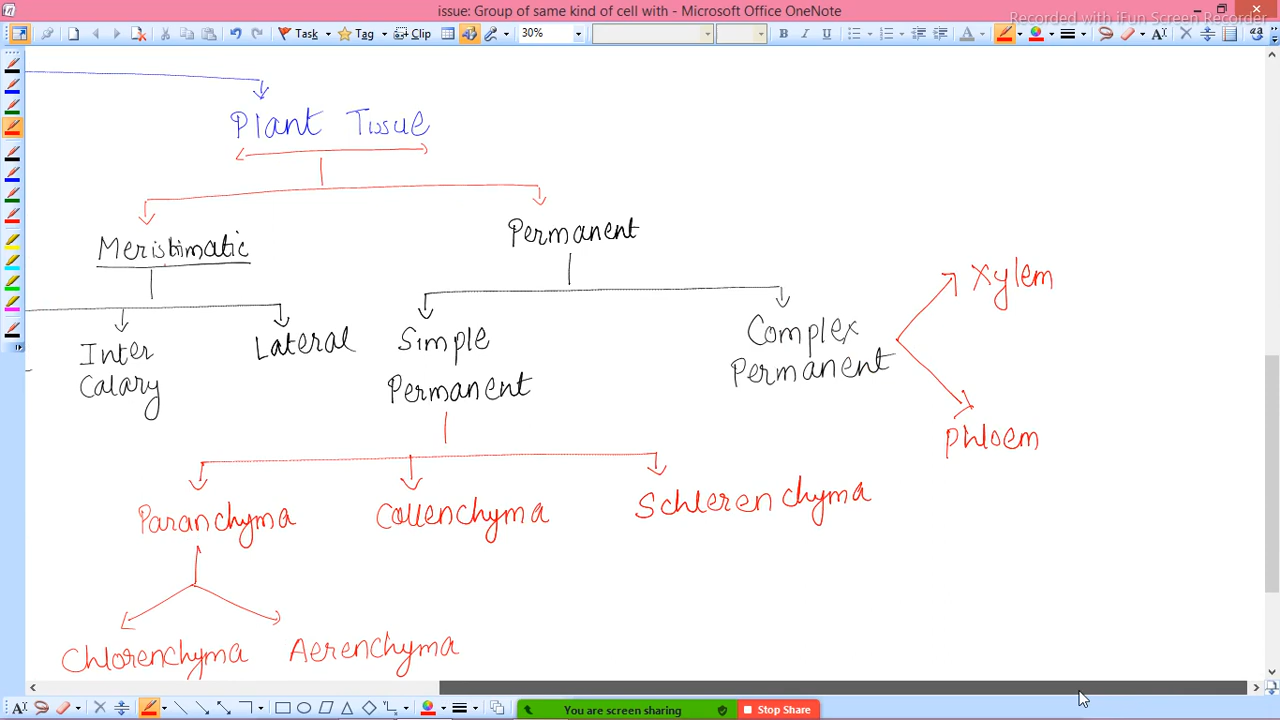 issue: Group of same kind of cell with - Microsoft Office OneNote
Recorded with iFun Screen Recorder
Task Tag Clip 30% B I U
Plant Tissue
Meristimatic
Permanent
Xylem
Inter
Calary
Lateral
Simple
Permanent
Complex
Permanent
Phloem
Paranchyma
Collenchyma
Schlerenchyma
Chlorenchyma
Aerenchyma
You are screen sharing
Stop Share